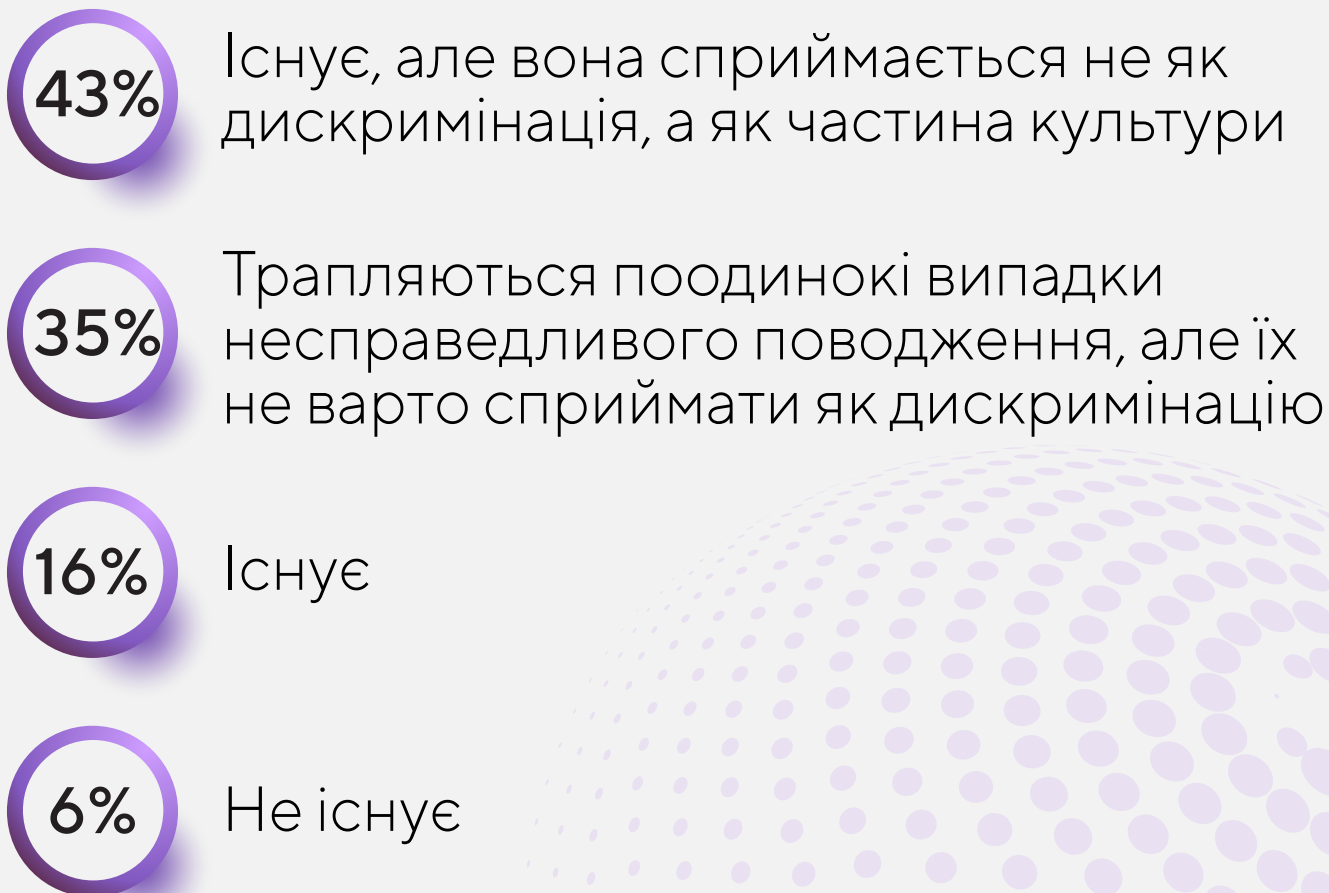 43%
Існує, але вона сприймається не як
дискримінація, а як частина культури
35%
Трапляються поодинокі випадки
несправедливого поводження, але їх
не варто сприймати як дискримінацію
16%
Існує
6%
Не існує